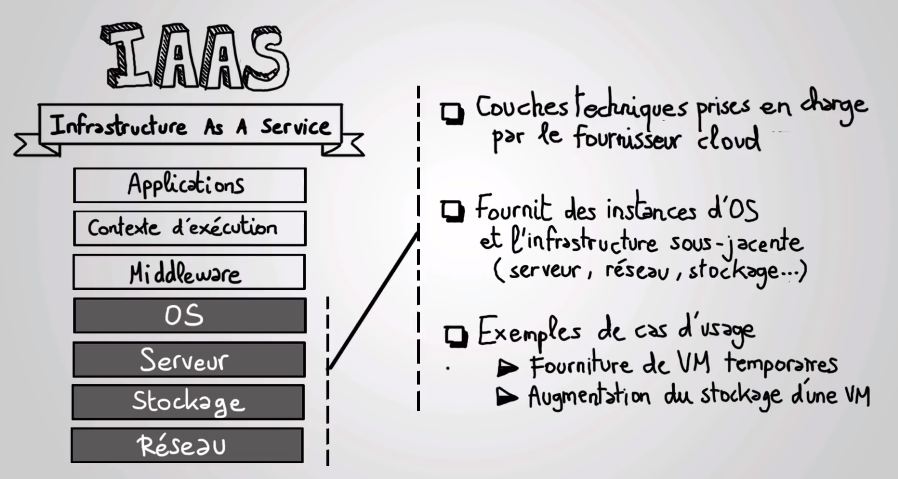 IAAS
Infrastructure As A Service
Applications
Contexte d'exécution
Middleware
OS
Serveur
Stockage
Réseau
Couches techniques prises en charge
par le fournisseur cloud
Fournit des instances d'OS
et l'infrastructure sous-jacente
(serveur, réseau, stockage...)
Exemples de cas d'usage
Fourniture de VM temporaires
Augmentation du stockage d'une VM